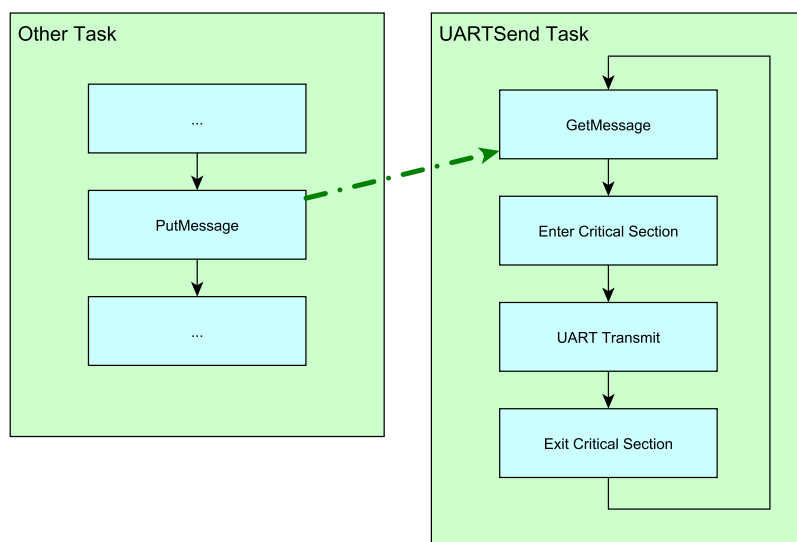 Other Task
...
PutMessage
...
UARTSend Task
GetMessage
Enter Critical Section
UART Transmit
Exit Critical Section